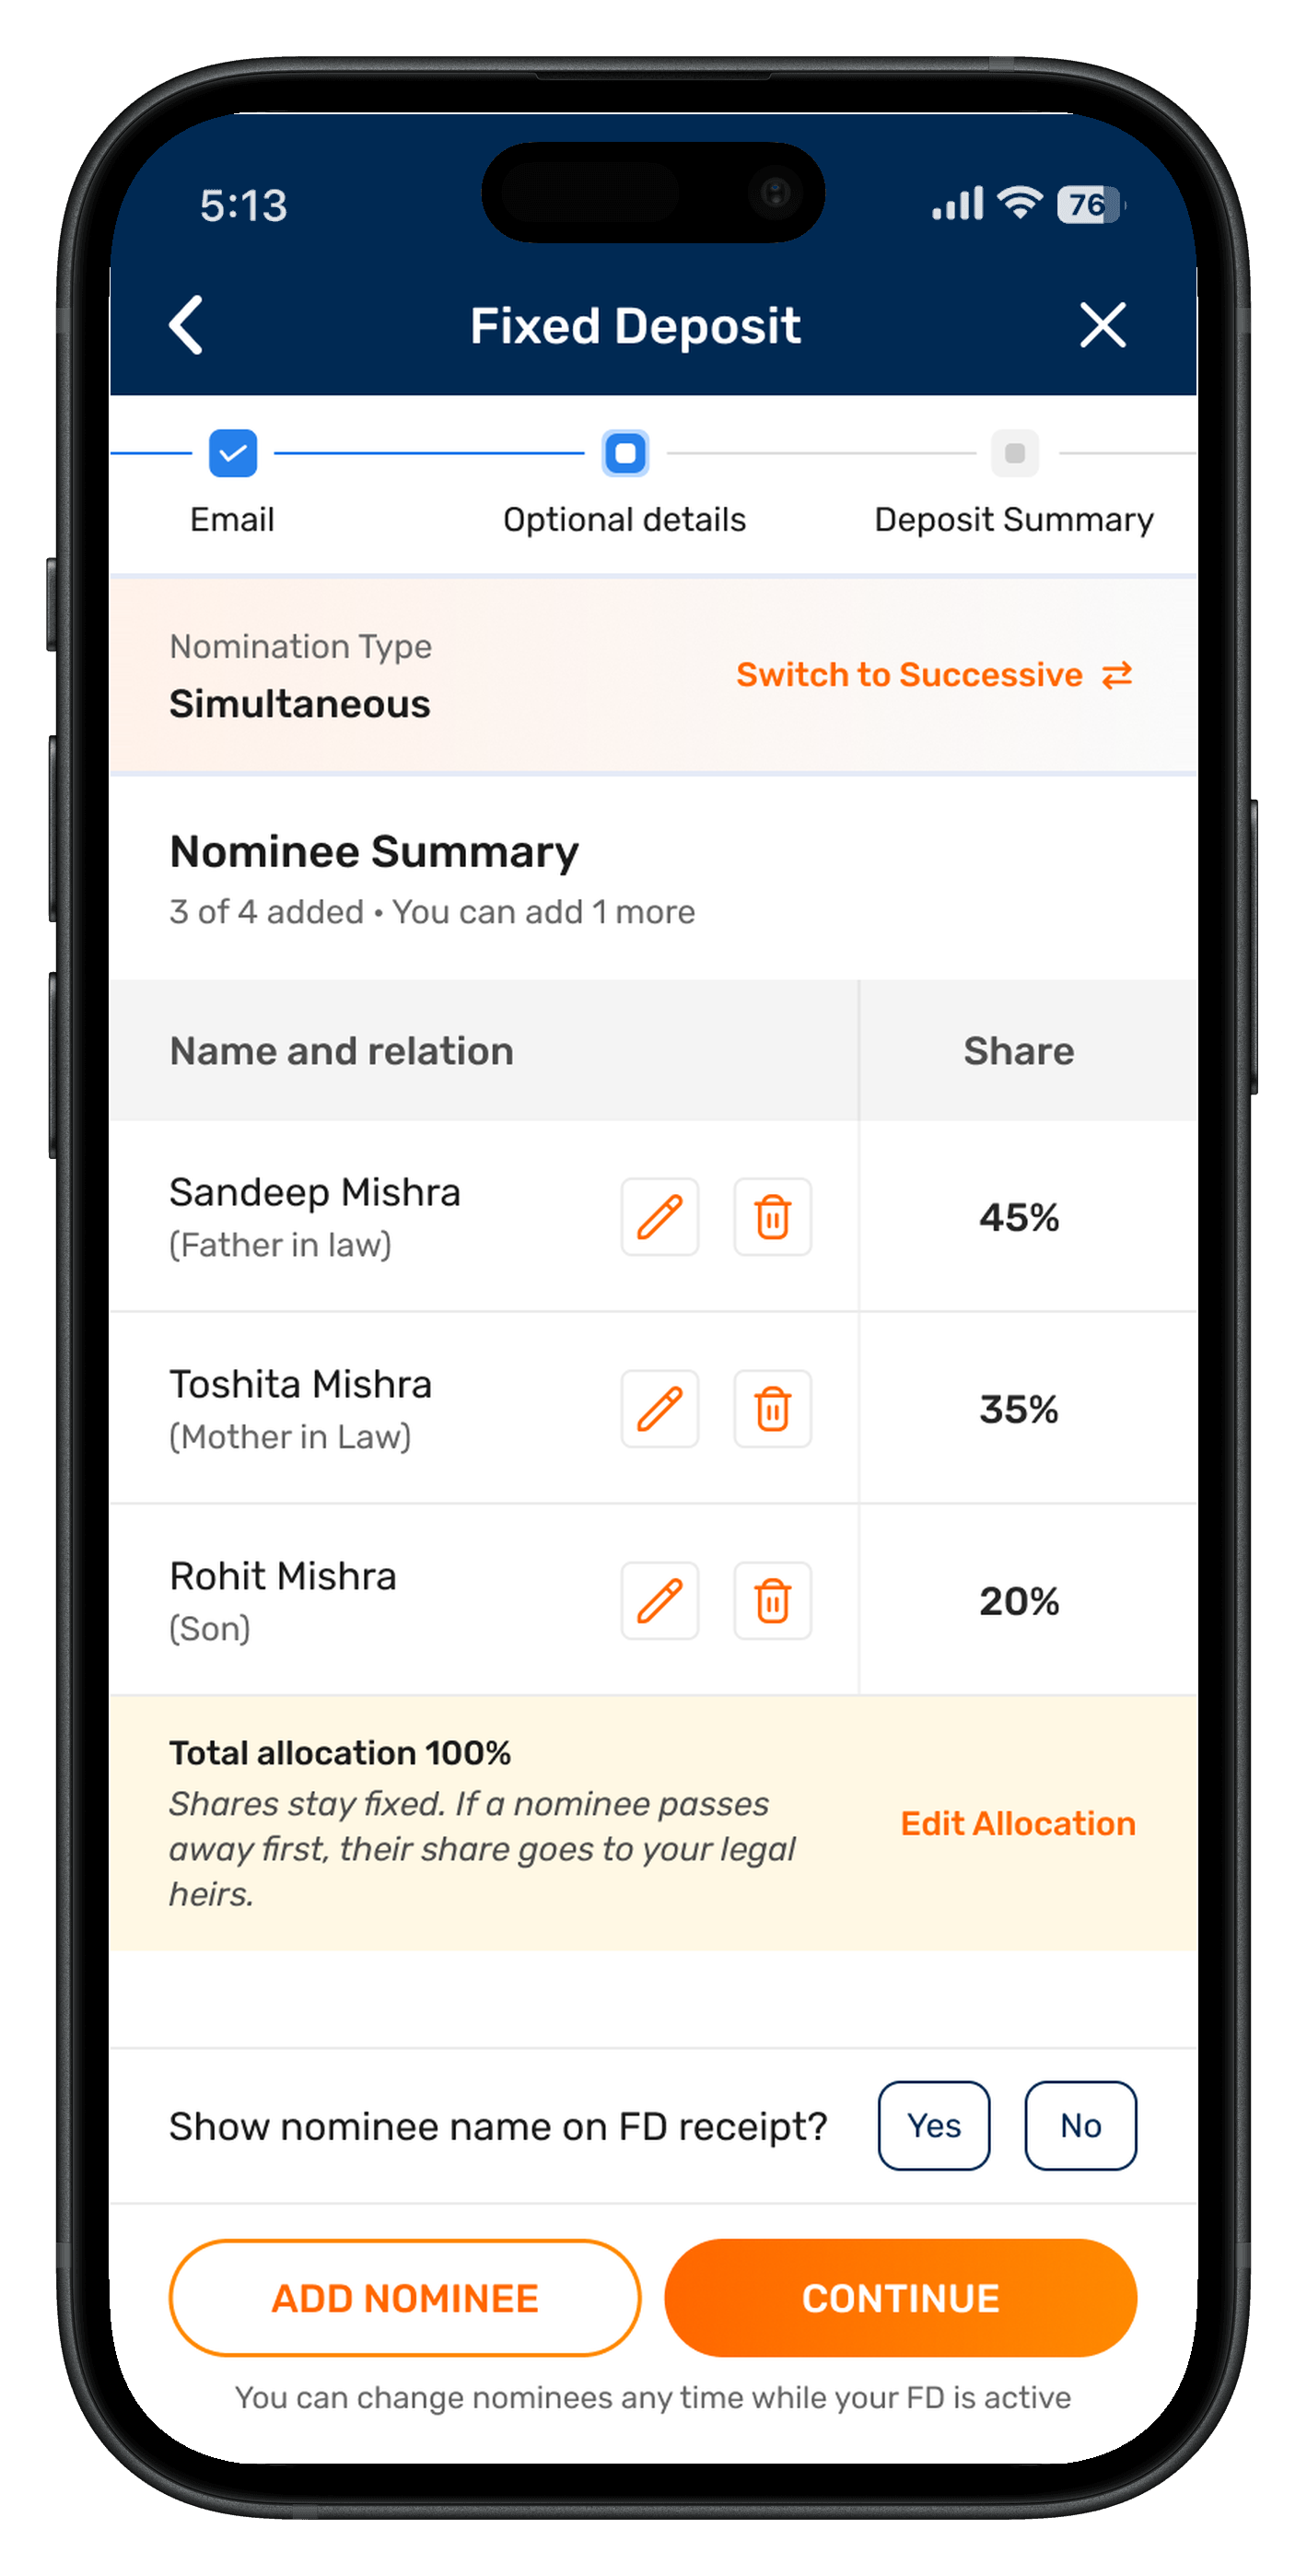 5:13
76
Fixed Deposit
Email
Optional details
Deposit Summary
Nomination Type
Simultaneous
Switch to Successive
Nominee Summary
3 of 4 added • You can add 1 more
Name and relation
Share
Sandeep Mishra
(Father in law)
45%
Toshita Mishra
(Mother in Law)
35%
Rohit Mishra
(Son)
20%
Total allocation 100%
Shares stay fixed. If a nominee passes
away first, their share goes to your legal
heirs.
Edit Allocation
Show nominee name on FD receipt?
Yes
No
ADD NOMINEE
CONTINUE
You can change nominees any time while your FD is active